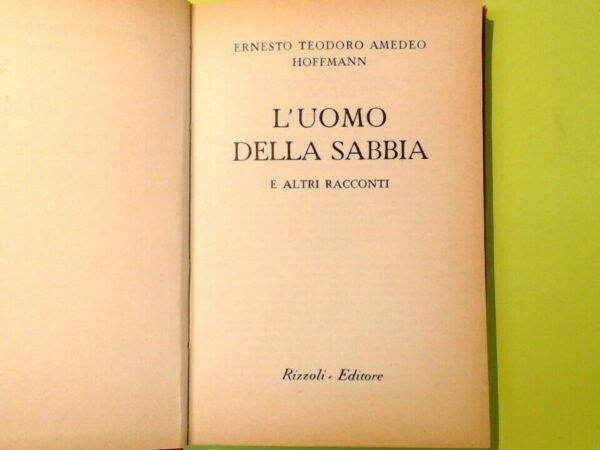 ERNESTO TEODORO AMEDEO
HOFFMANN
L'UOMO
DELLA SABBIA
E ALTRI RACCONTI
Rizzoli - Editore